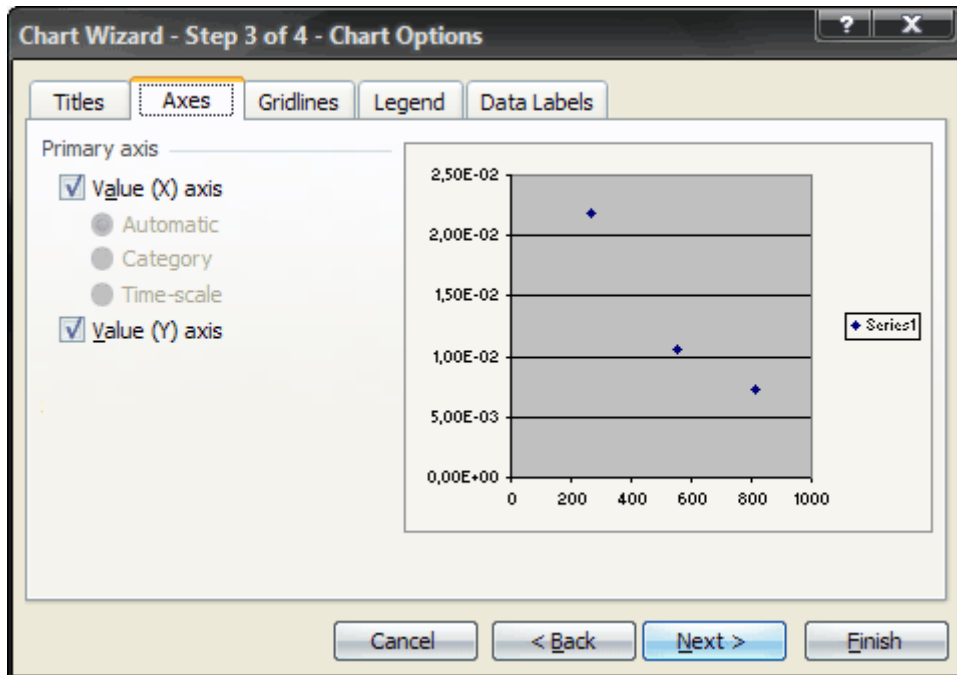 Chart Wizard - Step 3 of 4 - Chart Options
? X
Titles Axes Gridlines Legend Data Labels
Primary axis
Value (X) axis
Automatic
Category
Time-scale
Value (Y) axis
2,50E-02
2,00E-02
1,50E-02
1,00E-02
5,00E-03
0,00E+00
0 200 400 600 800 1000
Series1
Cancel < Back Next > Finish